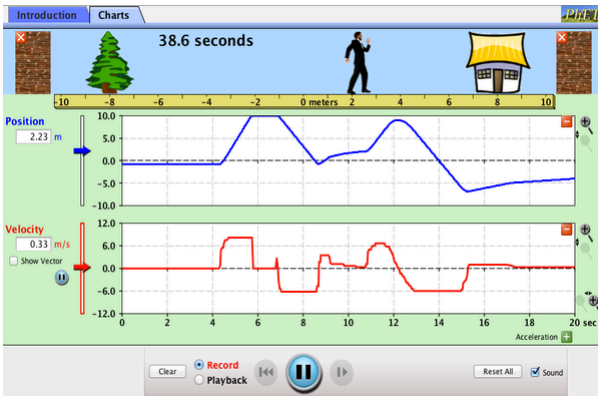 Introduction Charts PhET
38.6 seconds
-10 -8 -6 -4 -2 0 meters 2 4 6 8 10
Position
2.23 m
10.0
5.0
0.0
-5.0
-10.0
Velocity
0.33 m/s
Show Vector
12.0
6.0
0.0
-6.0
-12.0
0 2 4 6 8 10 12 14 16 18 20 sec
Acceleration
Clear
Record
Playback
Reset All
Sound